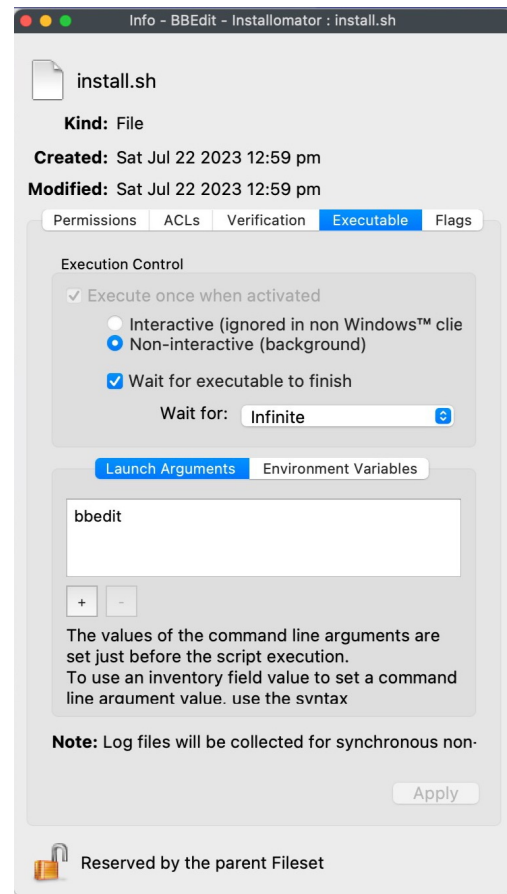 Info - BBEdit - Installomator : install.sh
install.sh
Kind: File
Created: Sat Jul 22 2023 12:59 pm
Modified: Sat Jul 22 2023 12:59 pm
Permissions ACLs Verification Executable Flags
Execution Control
Execute once when activated
Interactive (ignored in non Windows™ clie
Non-interactive (background)
Wait for executable to finish
Wait for: Infinite
Launch Arguments Environment Variables
bbedit
+ -
The values of the command line arguments are
set just before the script execution.
To use an inventory field value to set a command
line argument value, use the syntax
Note: Log files will be collected for synchronous non-
Apply
Reserved by the parent Fileset